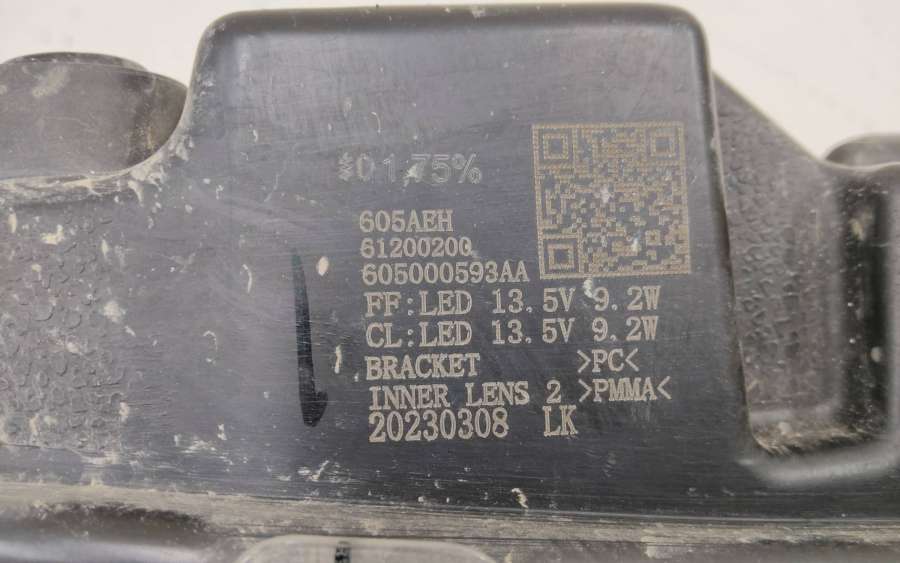 01.75%
605AEH
61200200
605000593AA
FF:LED 13.5V 9.2W
CL:LED 13.5V 9.2W
BRACKET >PC<
INNER LENS 2 >PMMA<
20230308 LK